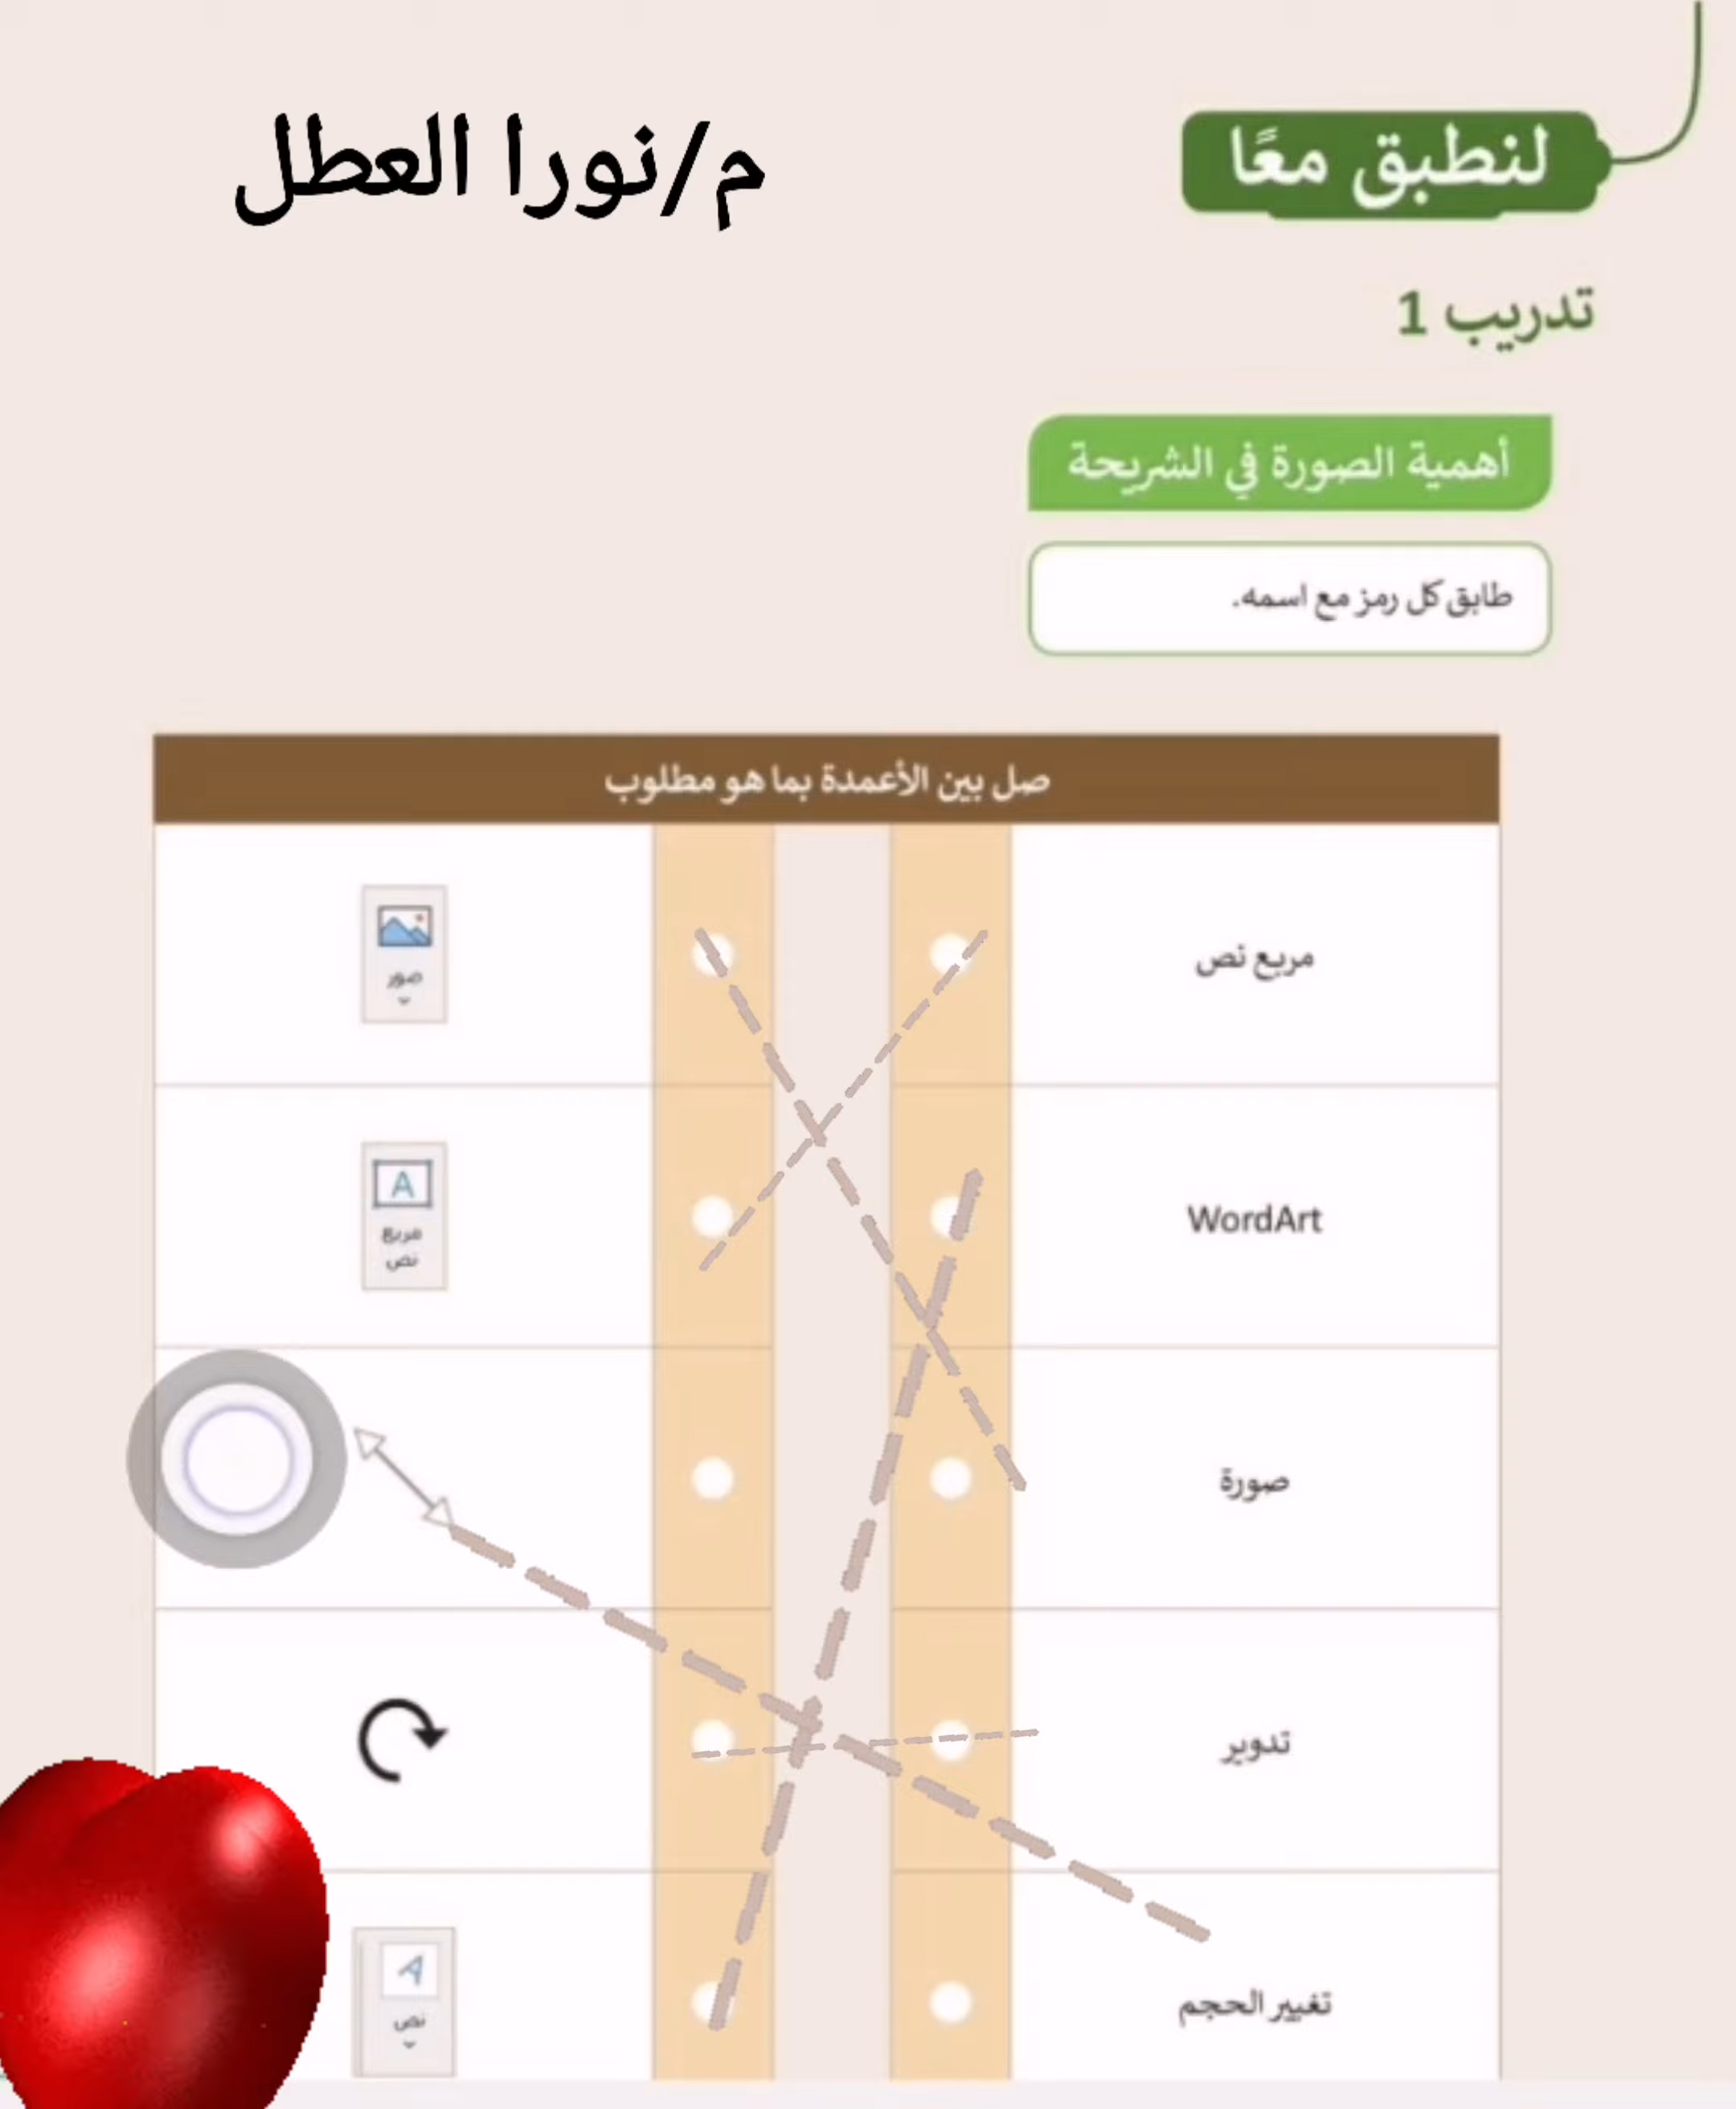 لنطبق معًا
م/نورا العطل
تدريب 1
أهمية الصورة في الشريحة
طابق كل رمز مع اسمه.
صل بين الأعمدة بما هو مطلوب
مربع نص
صور
WordArt
A
مربع
نص
صورة
تدوير
تغيير الحجم
A
نص